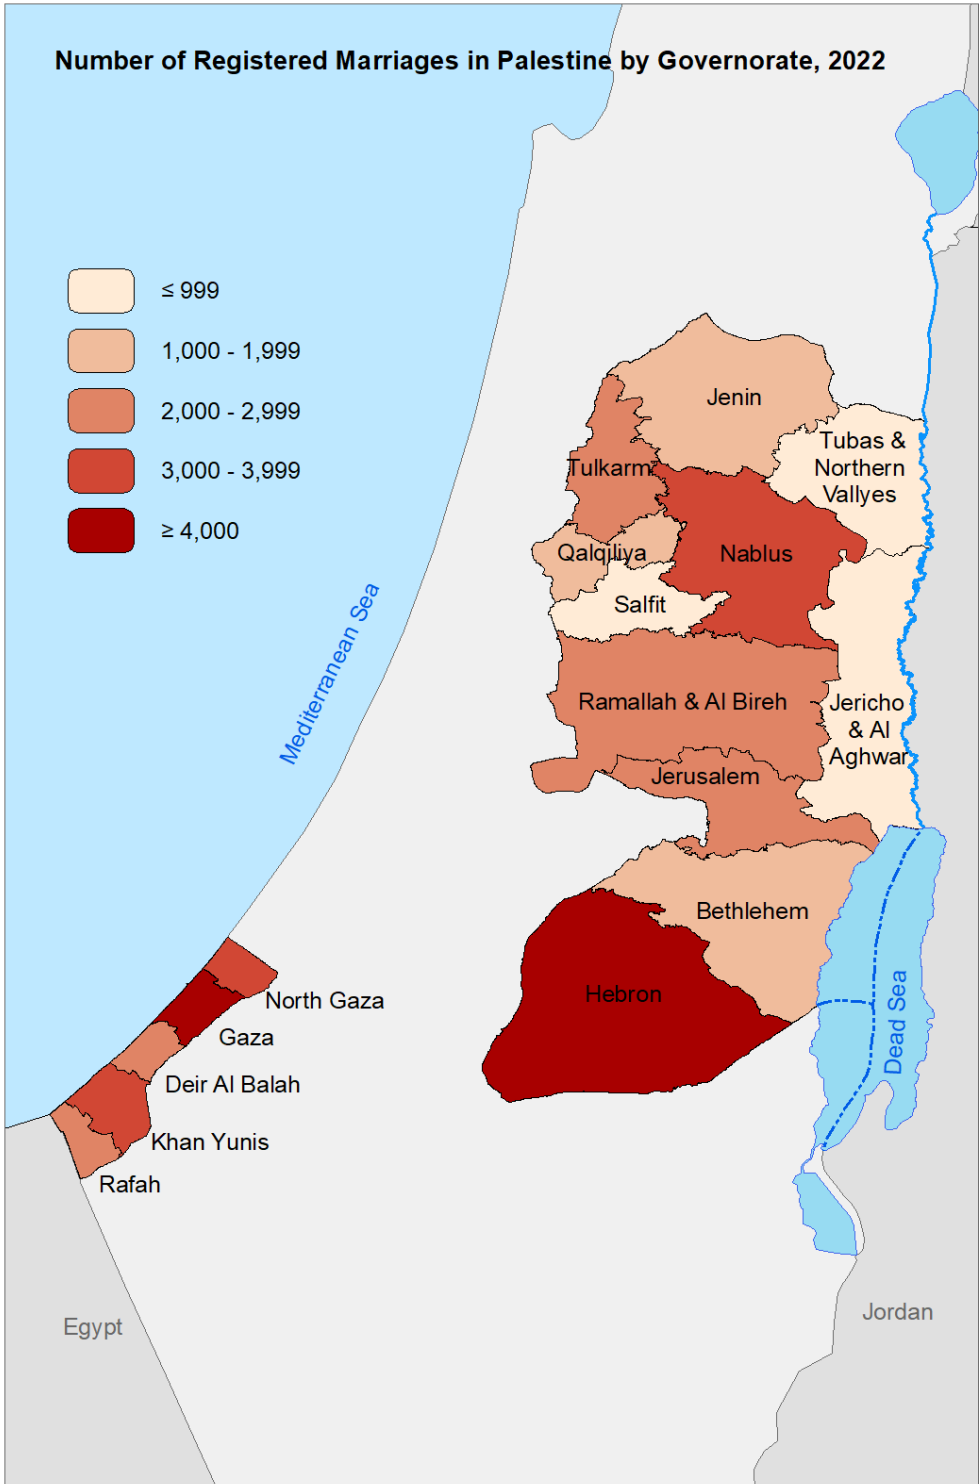 Number of Registered Marriages in Palestine by Governorate, 2022
≤ 999
1,000 - 1,999
2,000 - 2,999
3,000 - 3,999
≥ 4,000
Mediterranean Sea
Jenin
Tubas &
Northern
Vallyes
Tulkarm
Qalqiliya
Nablus
Salfit
Ramallah & Al Bireh
Jericho
& Al
Aghwar
Jerusalem
Bethlehem
Hebron
Dead Sea
North Gaza
Gaza
Deir Al Balah
Khan Yunis
Rafah
Egypt
Jordan